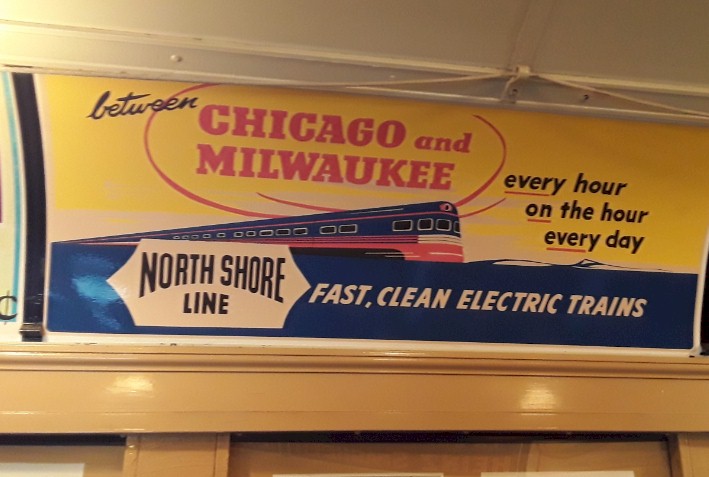 between
CHICAGO and
MILWAUKEE
every hour
on the hour
every day
NORTH SHORE
LINE
FAST, CLEAN ELECTRIC TRAINS